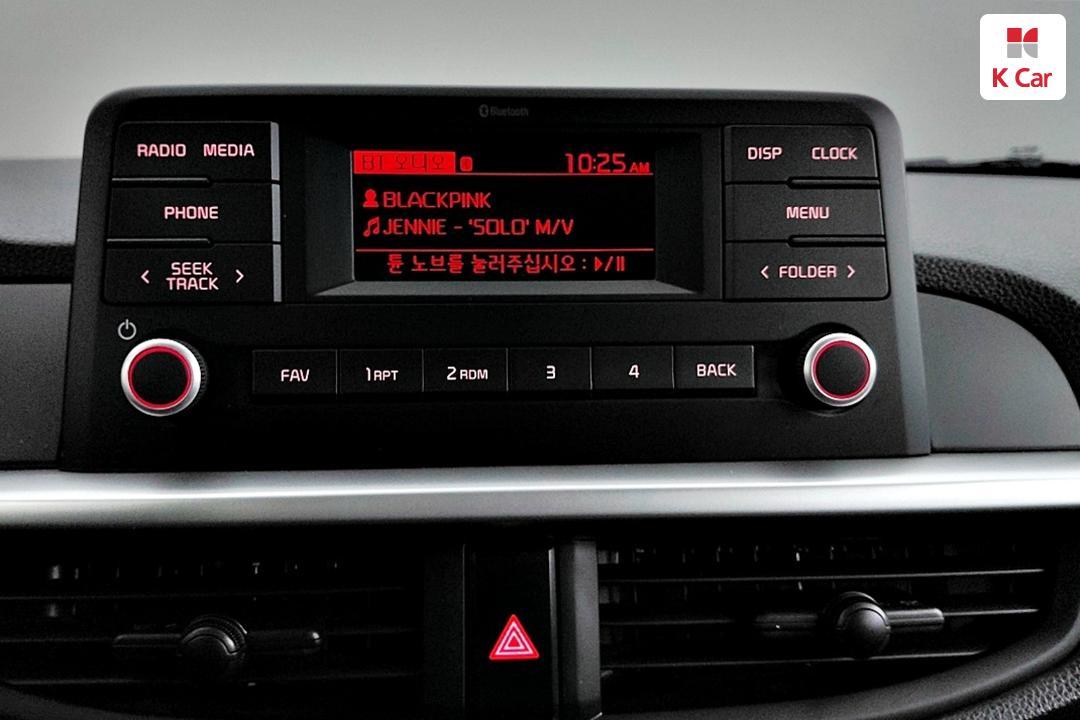 K Car
Bluetooth
RADIO MEDIA
BT 오디오 10:25 AM
DISP CLOCK
BLACKPINK
PHONE
MENU
JENNIE - 'SOLO' M/V
튠 노브를 눌러주십시오 : ▶/II
< SEEK TRACK >
< FOLDER >
FAV 1 RPT 2 RDM 3 4 BACK